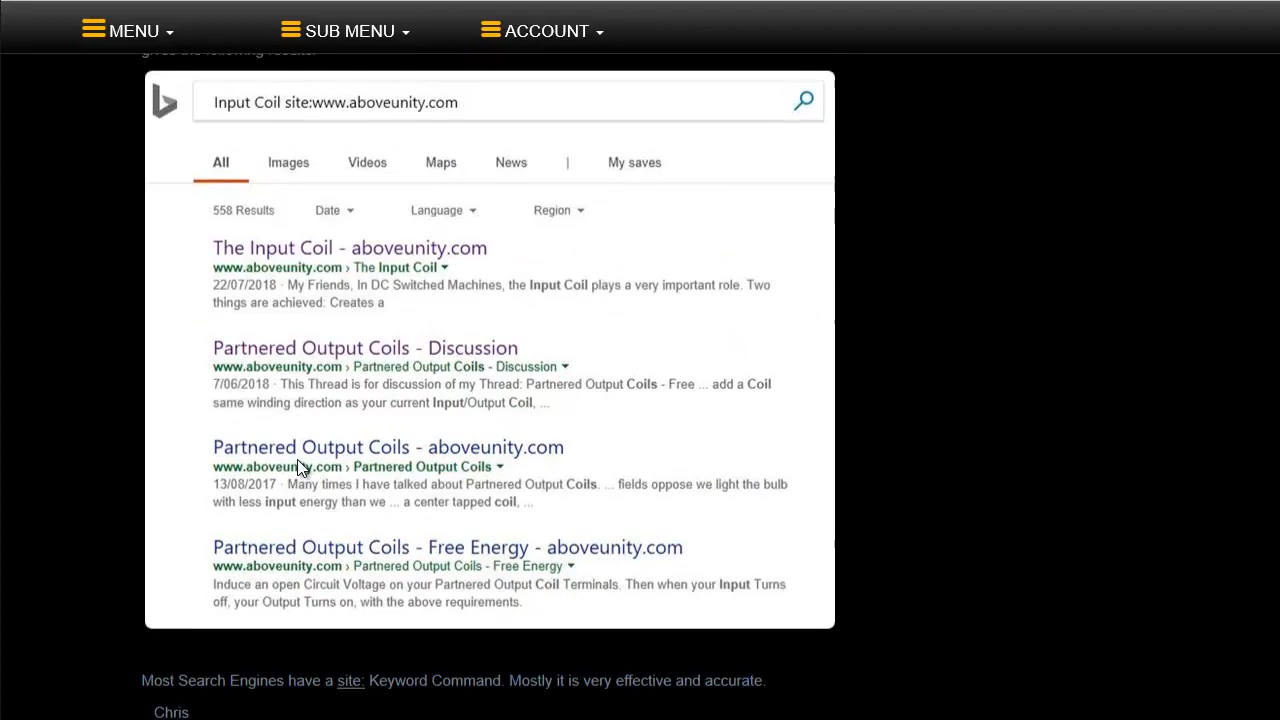 MENU
SUB MENU
ACCOUNT
Input Coil site:www.aboveunity.com
All Images Videos Maps News | My saves
558 Results Date Language Region
The Input Coil - aboveunity.com
www.aboveunity.com › The Input Coil
22/07/2018 · My Friends, In DC Switched Machines, the Input Coil plays a very important role. Two
things are achieved: Creates a
Partnered Output Coils - Discussion
www.aboveunity.com › Partnered Output Coils - Discussion
7/06/2018 · This Thread is for discussion of my Thread: Partnered Output Coils - Free ... add a Coil
same winding direction as your current Input/Output Coil, ...
Partnered Output Coils - aboveunity.com
www.aboveunity.com › Partnered Output Coils
13/08/2017 · Many times I have talked about Partnered Output Coils. ... fields oppose we light the bulb
with less input energy than we ... a center tapped coil, ...
Partnered Output Coils - Free Energy - aboveunity.com
www.aboveunity.com › Partnered Output Coils - Free Energy
Induce an open Circuit Voltage on your Partnered Output Coil Terminals. Then when your Input Turns
off, your Output Turns on, with the above requirements.
Most Search Engines have a site: Keyword Command. Mostly it is very effective and accurate.
Chris